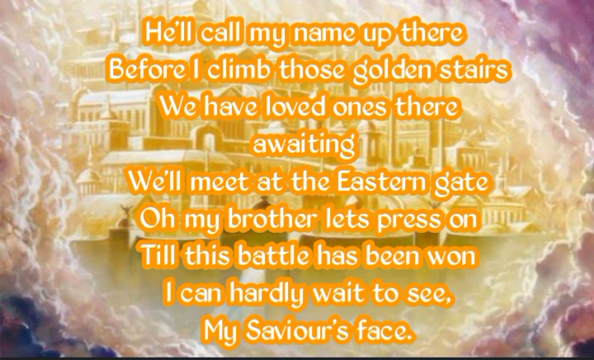 He'll call my name up there
Before I climb those golden stairs
We have loved ones there
awaiting
We'll meet at the Eastern gate
Oh my brother lets press on
Till this battle has been won
I can hardly wait to see,
My Saviour's face.